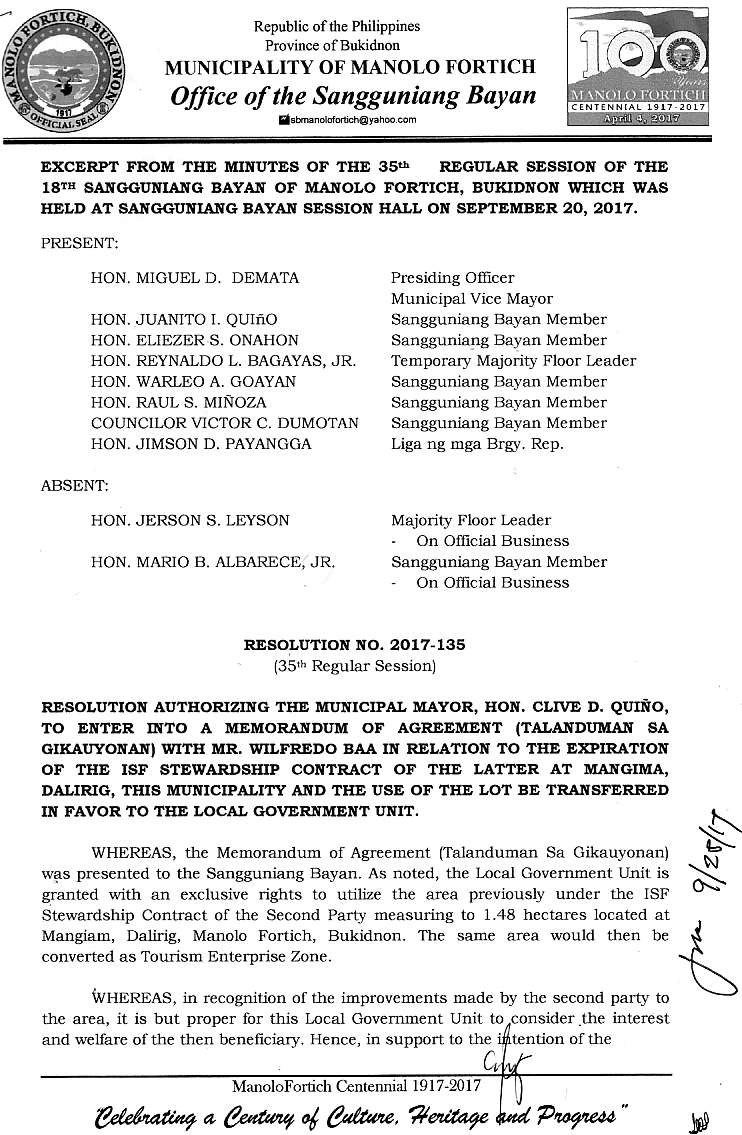 MANOLO FORTICH, BUKIDNON
1917
OFFICIAL SEAL
Republic of the Philippines
Province of Bukidnon
MUNICIPALITY OF MANOLO FORTICH
Office of the Sangguniang Bayan
sbmanolofortich@yahoo.com
100
Years
MANOLO FORTICH
CENTENNIAL 1917-2017
April 4, 2017
EXCERPT FROM THE MINUTES OF THE 35th REGULAR SESSION OF THE
18TH SANGGUNIANG BAYAN OF MANOLO FORTICH, BUKIDNON WHICH WAS
HELD AT SANGGUNIANG BAYAN SESSION HALL ON SEPTEMBER 20, 2017.
PRESENT:
HON. MIGUEL D. DEMATA Presiding Officer
Municipal Vice Mayor
HON. JUANITO I. QUIñO Sangguniang Bayan Member
HON. ELIEZER S. ONAHON Sangguniang Bayan Member
HON. REYNALDO L. BAGAYAS, JR. Temporary Majority Floor Leader
HON. WARLEO A. GOAYAN Sangguniang Bayan Member
HON. RAUL S. MIÑOZA Sangguniang Bayan Member
COUNCILOR VICTOR C. DUMOTAN Sangguniang Bayan Member
HON. JIMSON D. PAYANGGA Liga ng mga Brgy. Rep.
ABSENT:
HON. JERSON S. LEYSON Majority Floor Leader
- On Official Business
HON. MARIO B. ALBARECE, JR. Sangguniang Bayan Member
- On Official Business
RESOLUTION NO. 2017-135
(35th Regular Session)
RESOLUTION AUTHORIZING THE MUNICIPAL MAYOR, HON. CLIVE D. QUIÑO,
TO ENTER INTO A MEMORANDUM OF AGREEMENT (TALANDUMAN SA
GIKAUYONAN) WITH MR. WILFREDO BAA IN RELATION TO THE EXPIRATION
OF THE ISF STEWARDSHIP CONTRACT OF THE LATTER AT MANGIMA,
DALIRIG, THIS MUNICIPALITY AND THE USE OF THE LOT BE TRANSFERRED
IN FAVOR TO THE LOCAL GOVERNMENT UNIT.
WHEREAS, the Memorandum of Agreement (Talanduman Sa Gikauyonan)
was presented to the Sangguniang Bayan. As noted, the Local Government Unit is
granted with an exclusive rights to utilize the area previously under the ISF
Stewardship Contract of the Second Party measuring to 1.48 hectares located at
Mangiam, Dalirig, Manolo Fortich, Bukidnon. The same area would then be
converted as Tourism Enterprise Zone.
WHEREAS, in recognition of the improvements made by the second party to
the area, it is but proper for this Local Government Unit to consider the interest
and welfare of the then beneficiary. Hence, in support to the intention of the
9/28/17
ManoloFortich Centennial 1917-2017
"Celebrating a Century of Culture, Heritage and Progress"